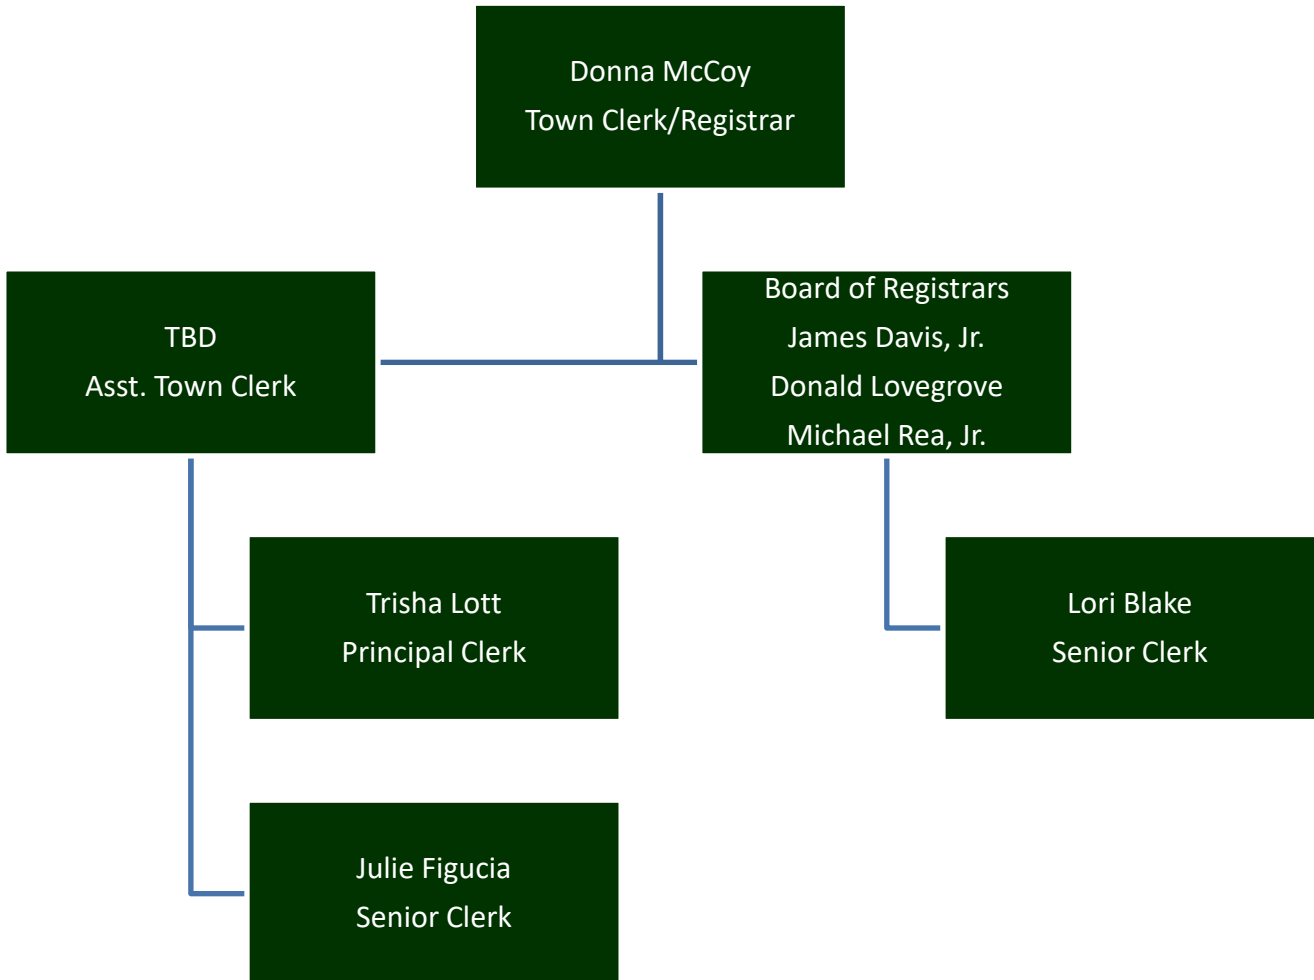 Donna McCoy
Town Clerk/Registrar
TBD
Asst. Town Clerk
Board of Registrars
James Davis, Jr.
Donald Lovegrove
Michael Rea, Jr.
Trisha Lott
Principal Clerk
Lori Blake
Senior Clerk
Julie Figucia
Senior Clerk